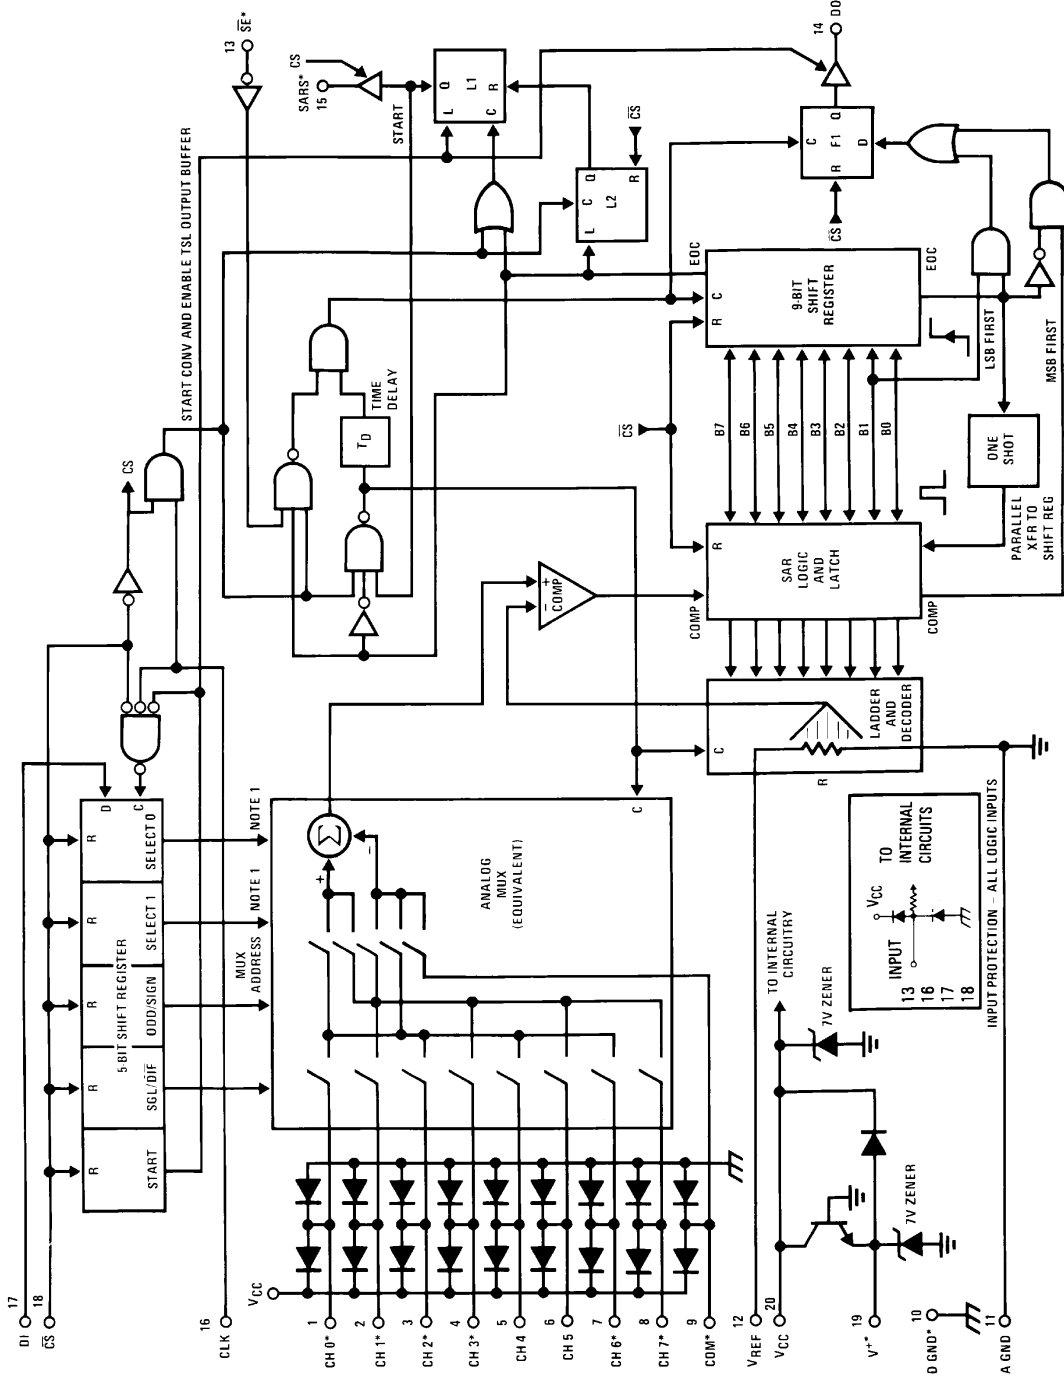 DI 17
CS 18
CLK 16
5-BIT SHIFT REGISTER
R START
R SGL/DIF
R ODD/SIGN
R SELECT 1
R SELECT 0
D
C
CS
START CONV AND ENABLE TSL OUTPUT BUFFER
13 SE*
SARS*
15
CS
START
L Q
L1
C R
L C Q
L2
R
CS
TD
TIME
DELAY
MUX
ADDRESS
NOTE 1
NOTE 1
ANALOG
MUX
(EQUIVALENT)
Σ
+
−
C
VCC
1 CH 0*
2 CH 1*
3 CH 2*
4 CH 3*
5 CH 4
6 CH 5
7 CH 6*
8 CH 7*
9 COM*
12 VREF
20 VCC
19 V+*
10 D GND*
11 A GND
− +
COMP
COMP
CS
R
SAR
LOGIC
AND
LATCH
COMP
R C
9-BIT
SHIFT
REGISTER
EOC
EOC
B7
B6
B5
B4
B3
B2
B1
B0
C
LADDER
AND
DECODER
R
CS
C
R F1 Q
D
14 DO
LSB FIRST
MSB FIRST
ONE
SHOT
PARALLEL
XFR TO
SHIFT REG
TO INTERNAL
CIRCUITRY
7V ZENER
7V ZENER
INPUT
VCC
TO
INTERNAL
CIRCUITS
13
16
17
18
INPUT PROTECTION – ALL LOGIC INPUTS